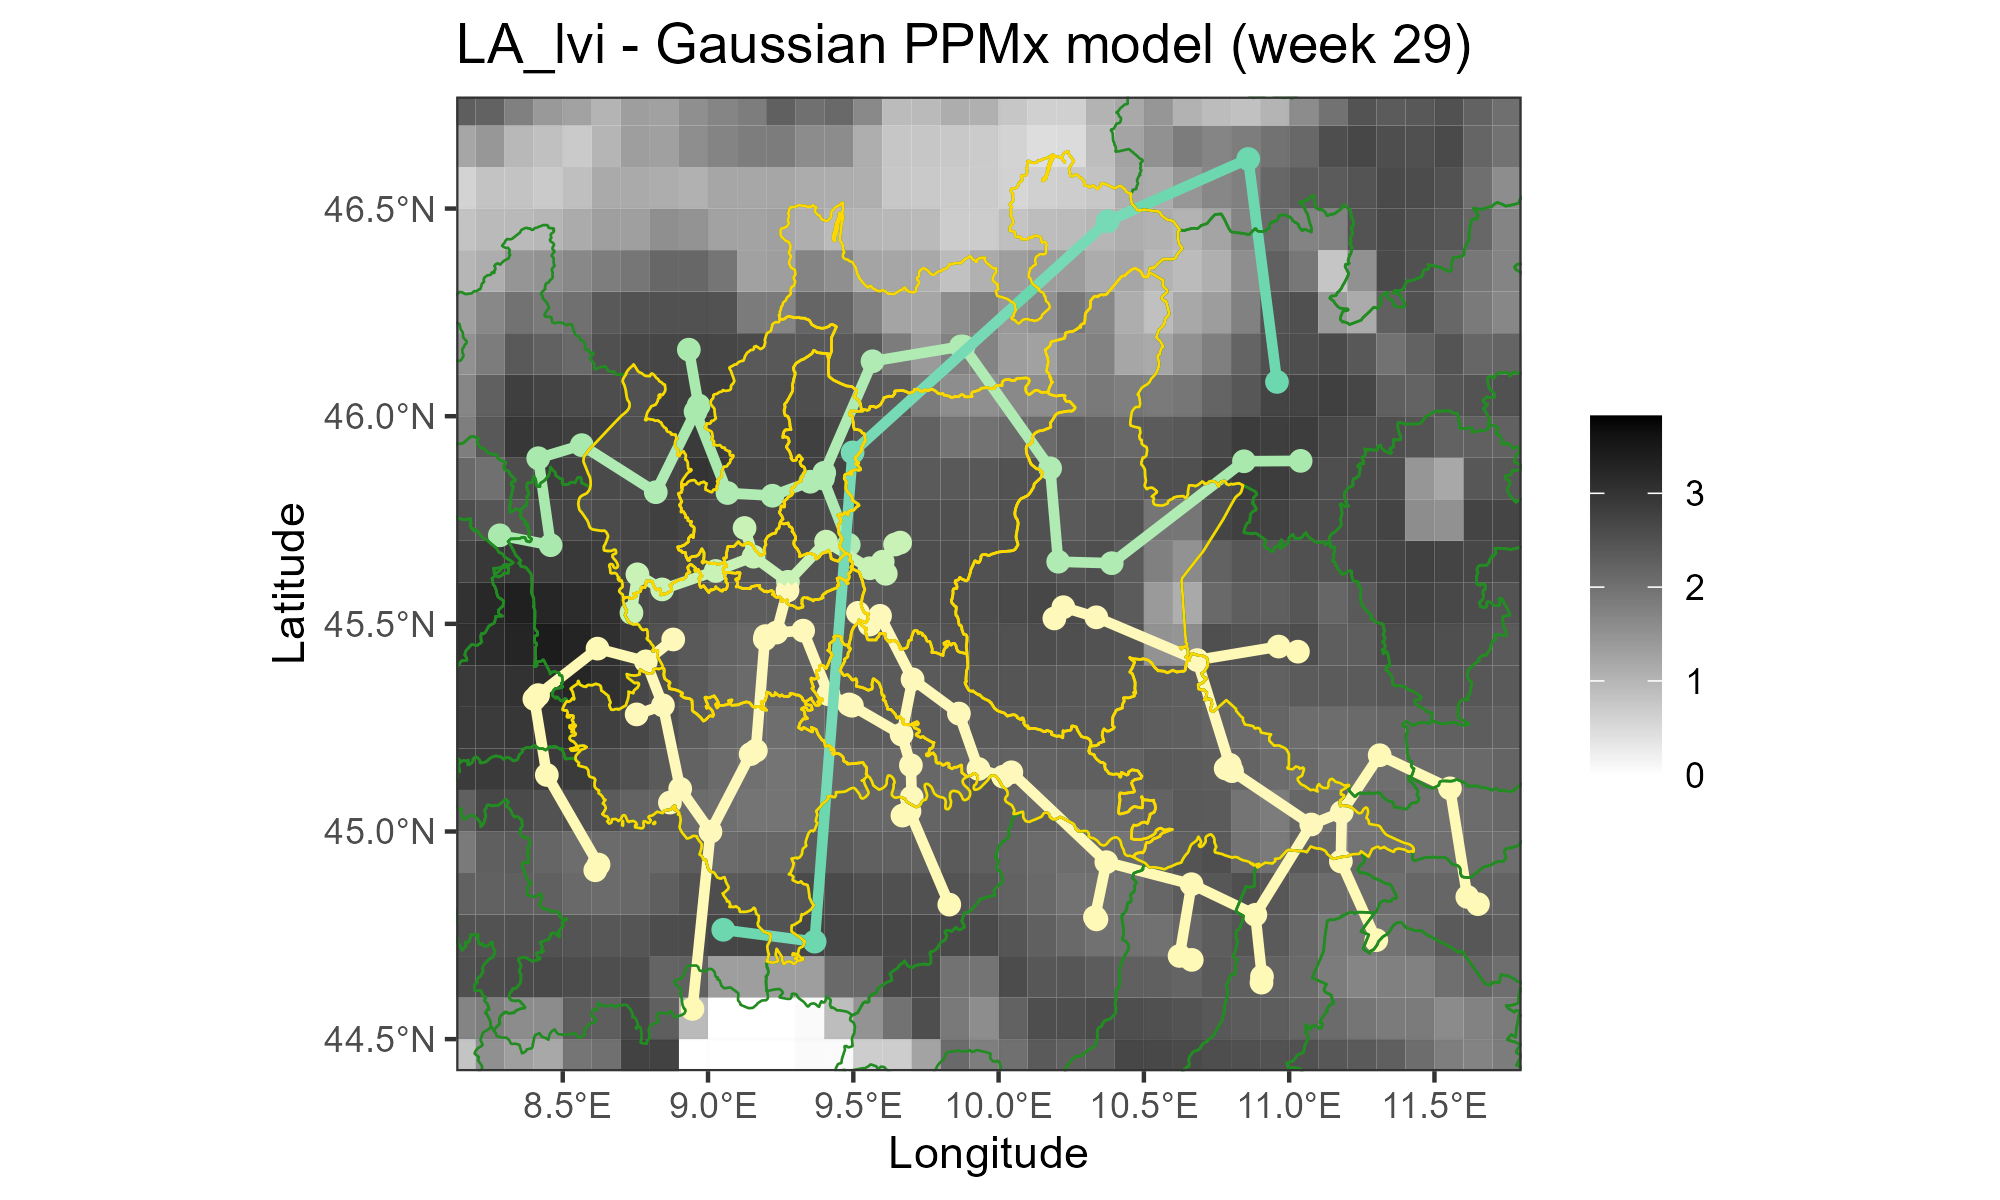 LA_lvi - Gaussian PPMx model (week 29)
46.5°N
46.0°N
45.5°N
45.0°N
44.5°N
Latitude
8.5°E 9.0°E 9.5°E 10.0°E 10.5°E 11.0°E 11.5°E
Longitude
3
2
1
0